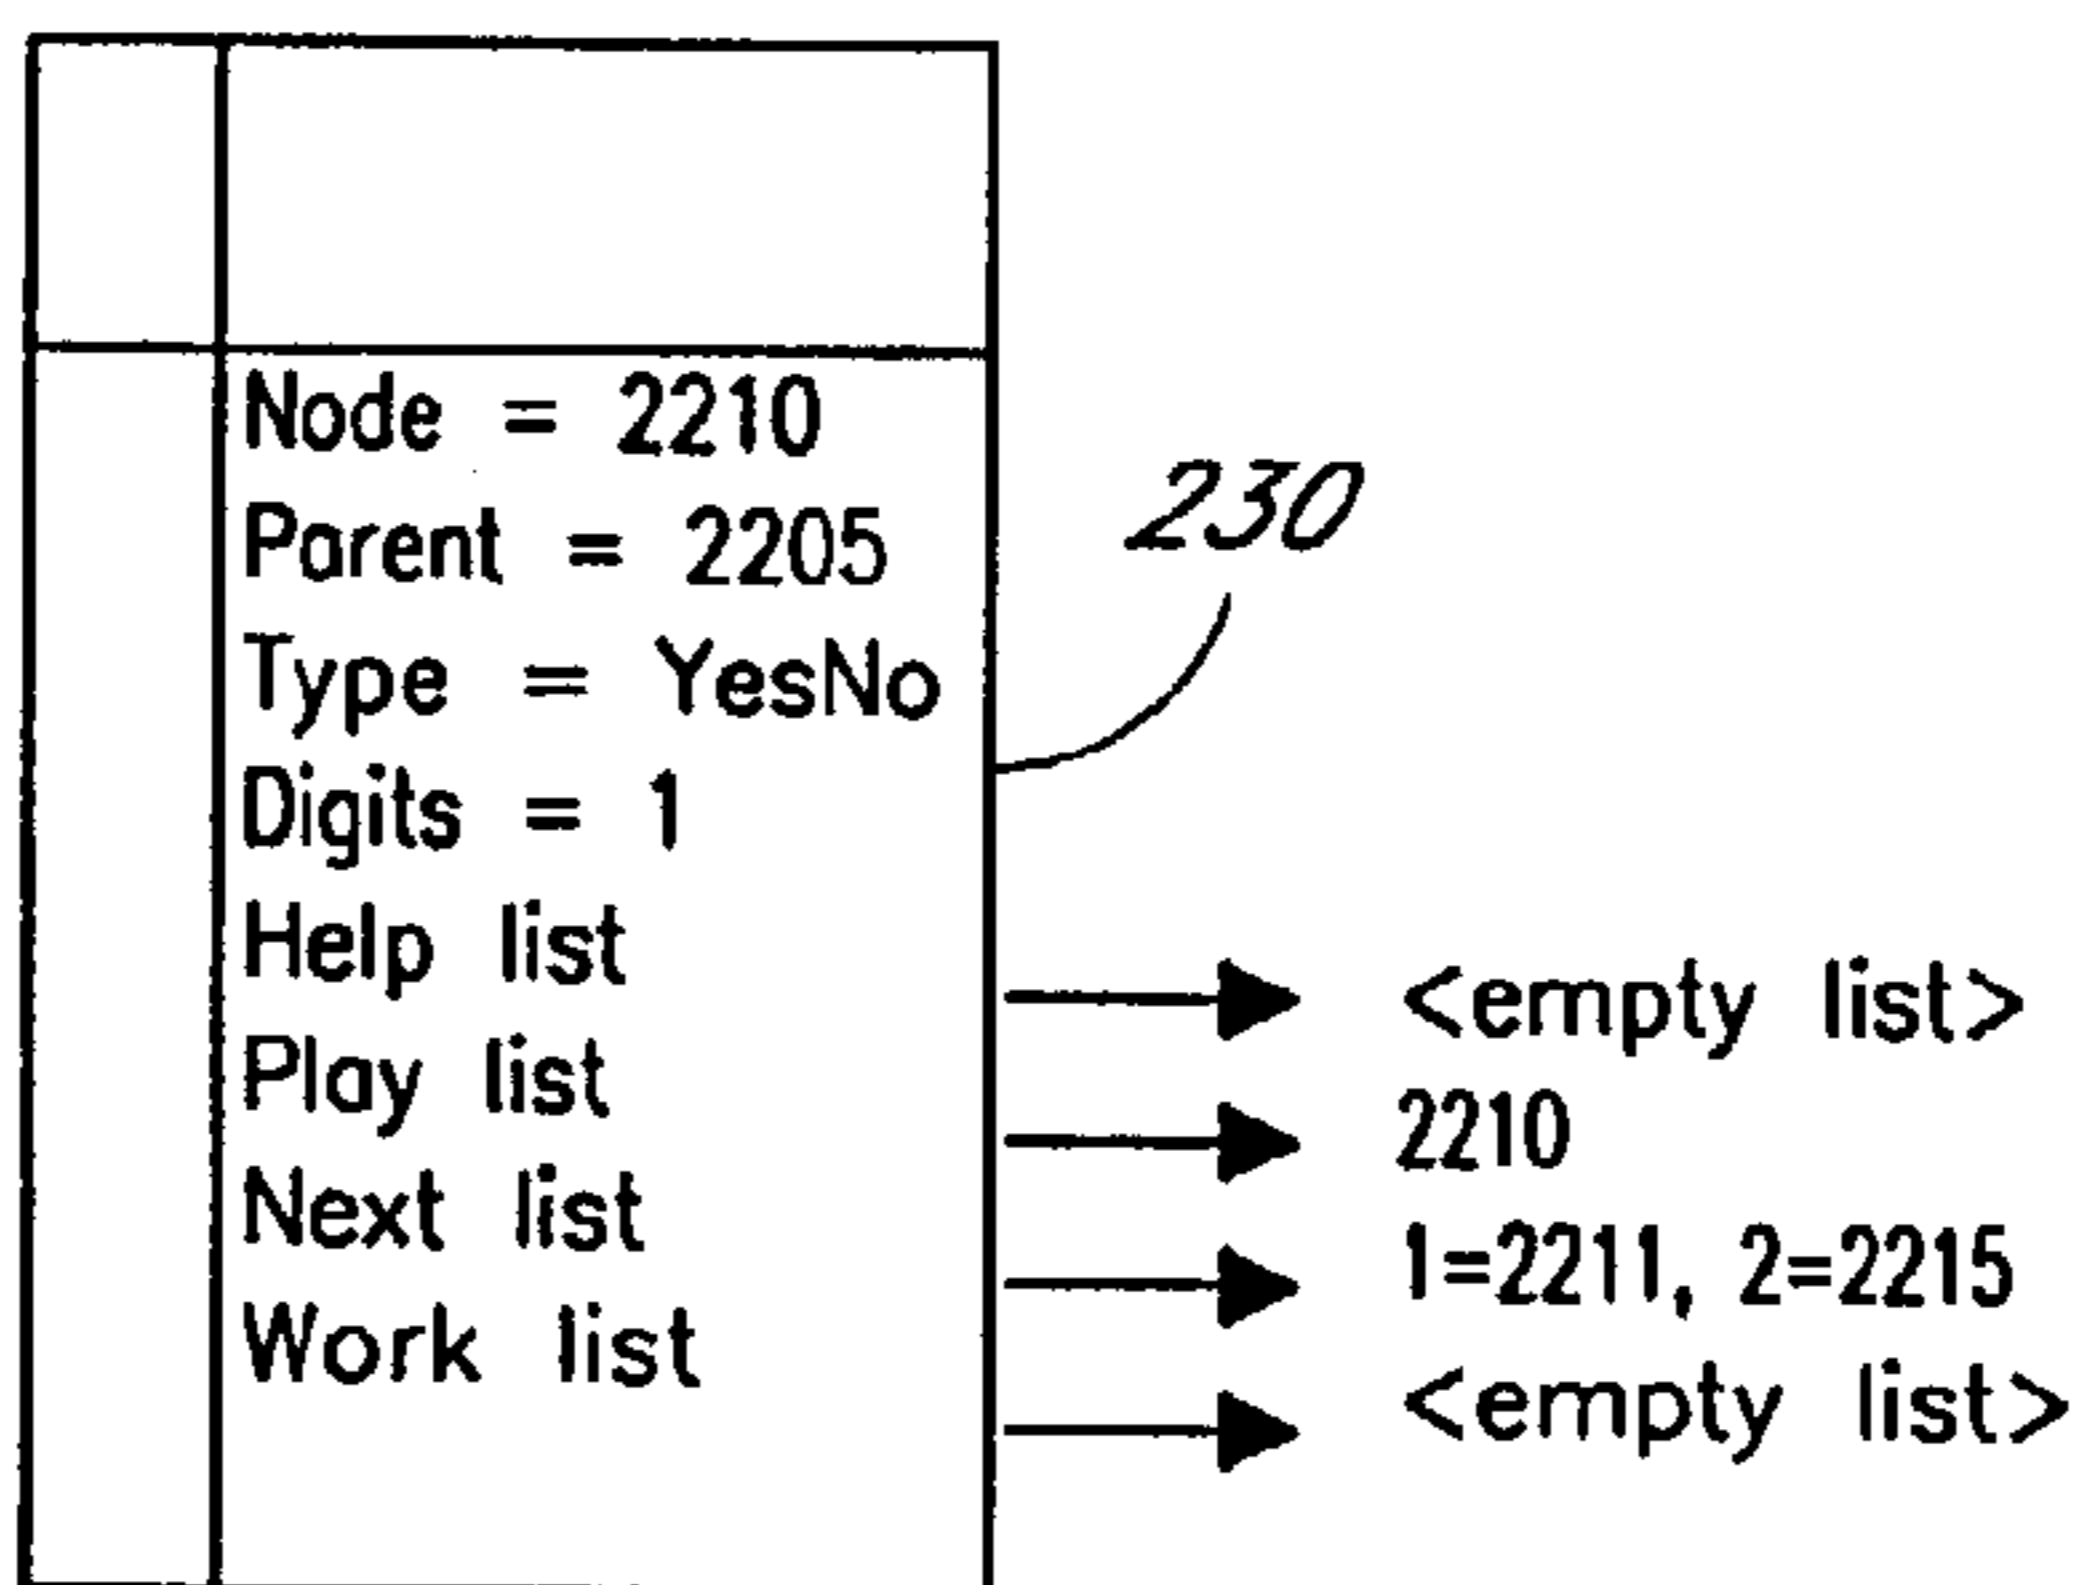 Node = 2210
Parent = 2205
Type = YesNo
Digits = 1
Help list
Play list
Next list
Work list
230
<empty list>
2210
1=2211, 2=2215
<empty list>